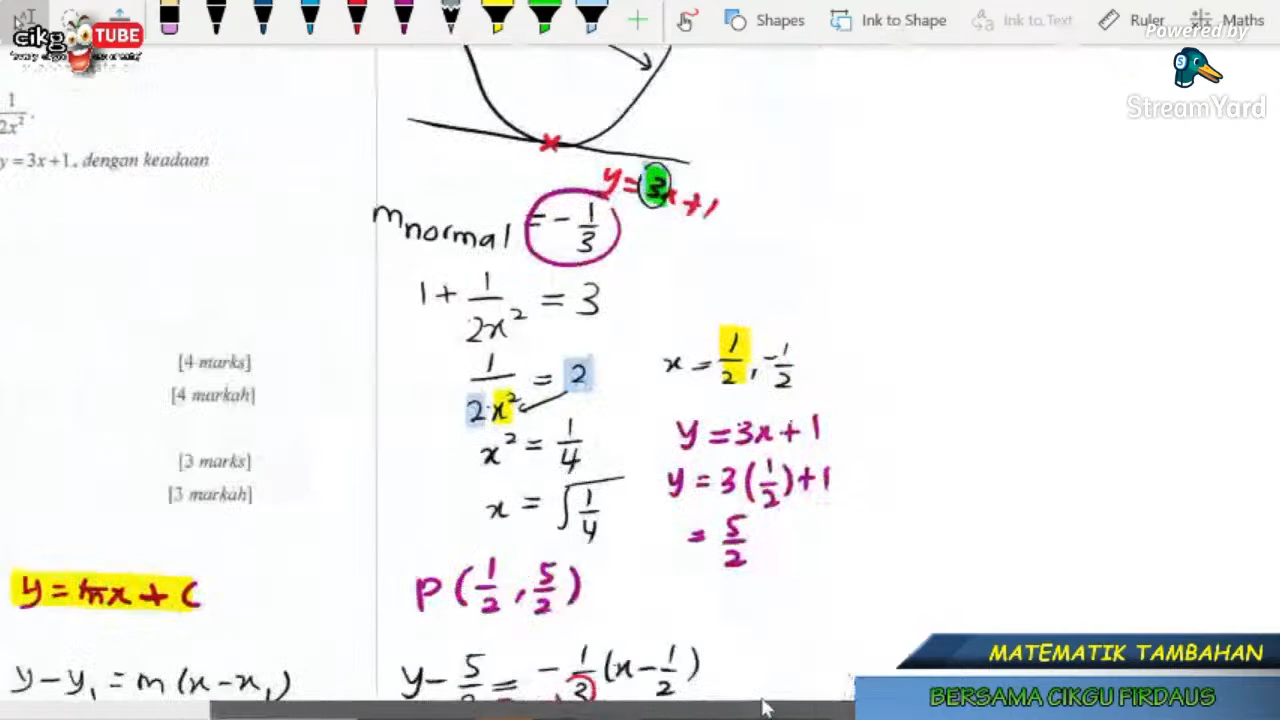 Shapes
Ink to Shape
Ink to Text
Ruler
Maths
Powered by
StreamYard
cikg
TUBE
1/2x².
y = 3x+1, dengan keadaan
[4 marks]
[4 markah]
[3 marks]
[3 markah]
y = mx + c
y - y₁ = m(x - x₁)
y = 3x + 1
m normal = -1/3
1 + 1/2x² = 3
1/2x² = 2
x² = 1/4
x = √1/4
x = 1/2, -1/2
y = 3x + 1
y = 3(1/2) + 1
= 5/2
P(1/2, 5/2)
y - 5/2 = -1/3(x - 1/2)
MATEMATIK TAMBAHAN
BERSAMA CIKGU FIRDAUS